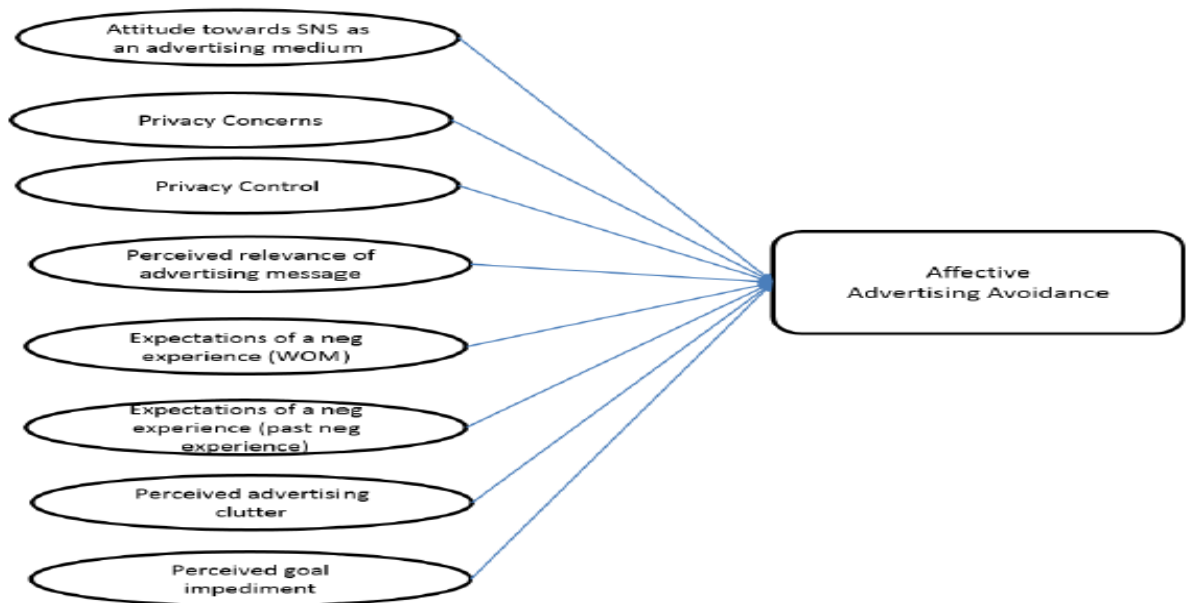 Attitude towards SNS as
an advertising medium
Privacy Concerns
Privacy Control
Perceived relevance of
advertising message
Expectations of a neg
experience (WOM)
Expectations of a neg
experience (past neg
experience)
Perceived advertising
clutter
Perceived goal
impediment
Affective
Advertising Avoidance